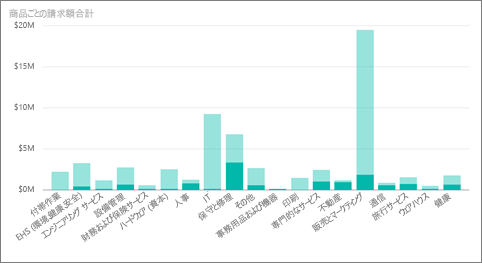 商品ごとの請求額合計
$20M
$15M
$10M
$5M
$0M
付帯作業
EHS (環境,健康,安全)
エンジニアリング サービス
設備管理
財務および保険サービス
ハードウェア (資本)
人事
IT
保守と修理
その他
事務用品および機器
印刷
専門的なサービス
不動産
販売とマーケティング
通信
旅行サービス
ウェアハウス
健康